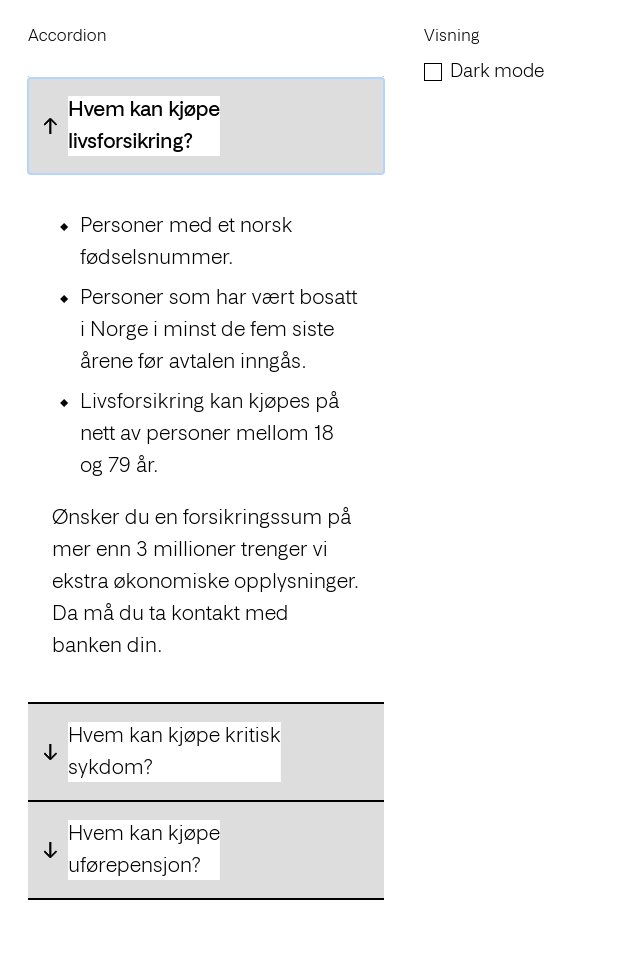 Accordion
Visning
Dark mode
Hvem kan kjøpe
livsforsikring?
Personer med et norsk
fødselsnummer.
Personer som har vært bosatt
i Norge i minst de fem siste
årene før avtalen inngås.
Livsforsikring kan kjøpes på
nett av personer mellom 18
og 79 år.
Ønsker du en forsikringssum på
mer enn 3 millioner trenger vi
ekstra økonomiske opplysninger.
Da må du ta kontakt med
banken din.
Hvem kan kjøpe kritisk
sykdom?
Hvem kan kjøpe
uførepensjon?